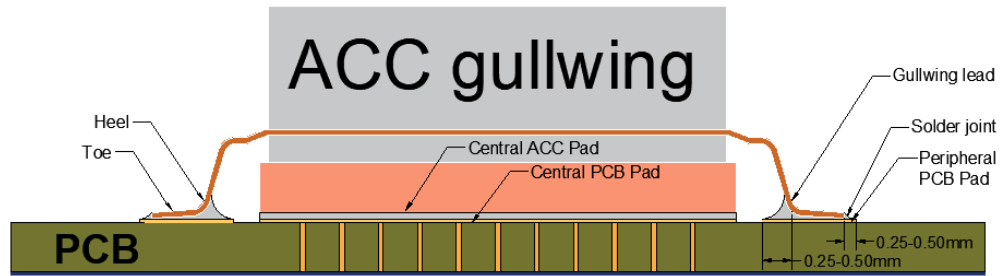 ACC gullwing
Gullwing lead
Heel
Solder joint
Toe
Central ACC Pad
Peripheral
PCB Pad
Central PCB Pad
PCB
0.25-0.50mm
0.25-0.50mm